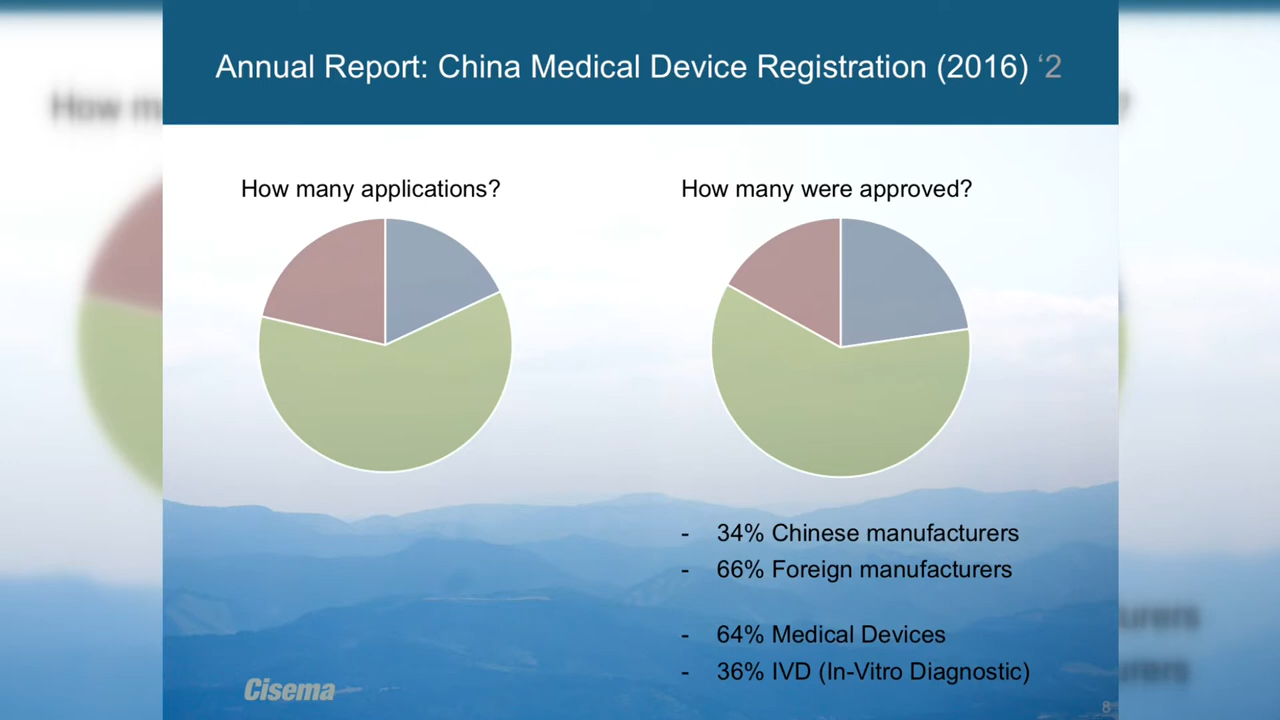 Annual Report: China Medical Device Registration (2016) ‘2
How many applications?
How many were approved?
- 34% Chinese manufacturers
- 66% Foreign manufacturers
- 64% Medical Devices
- 36% IVD (In-Vitro Diagnostic)
Cisema
8